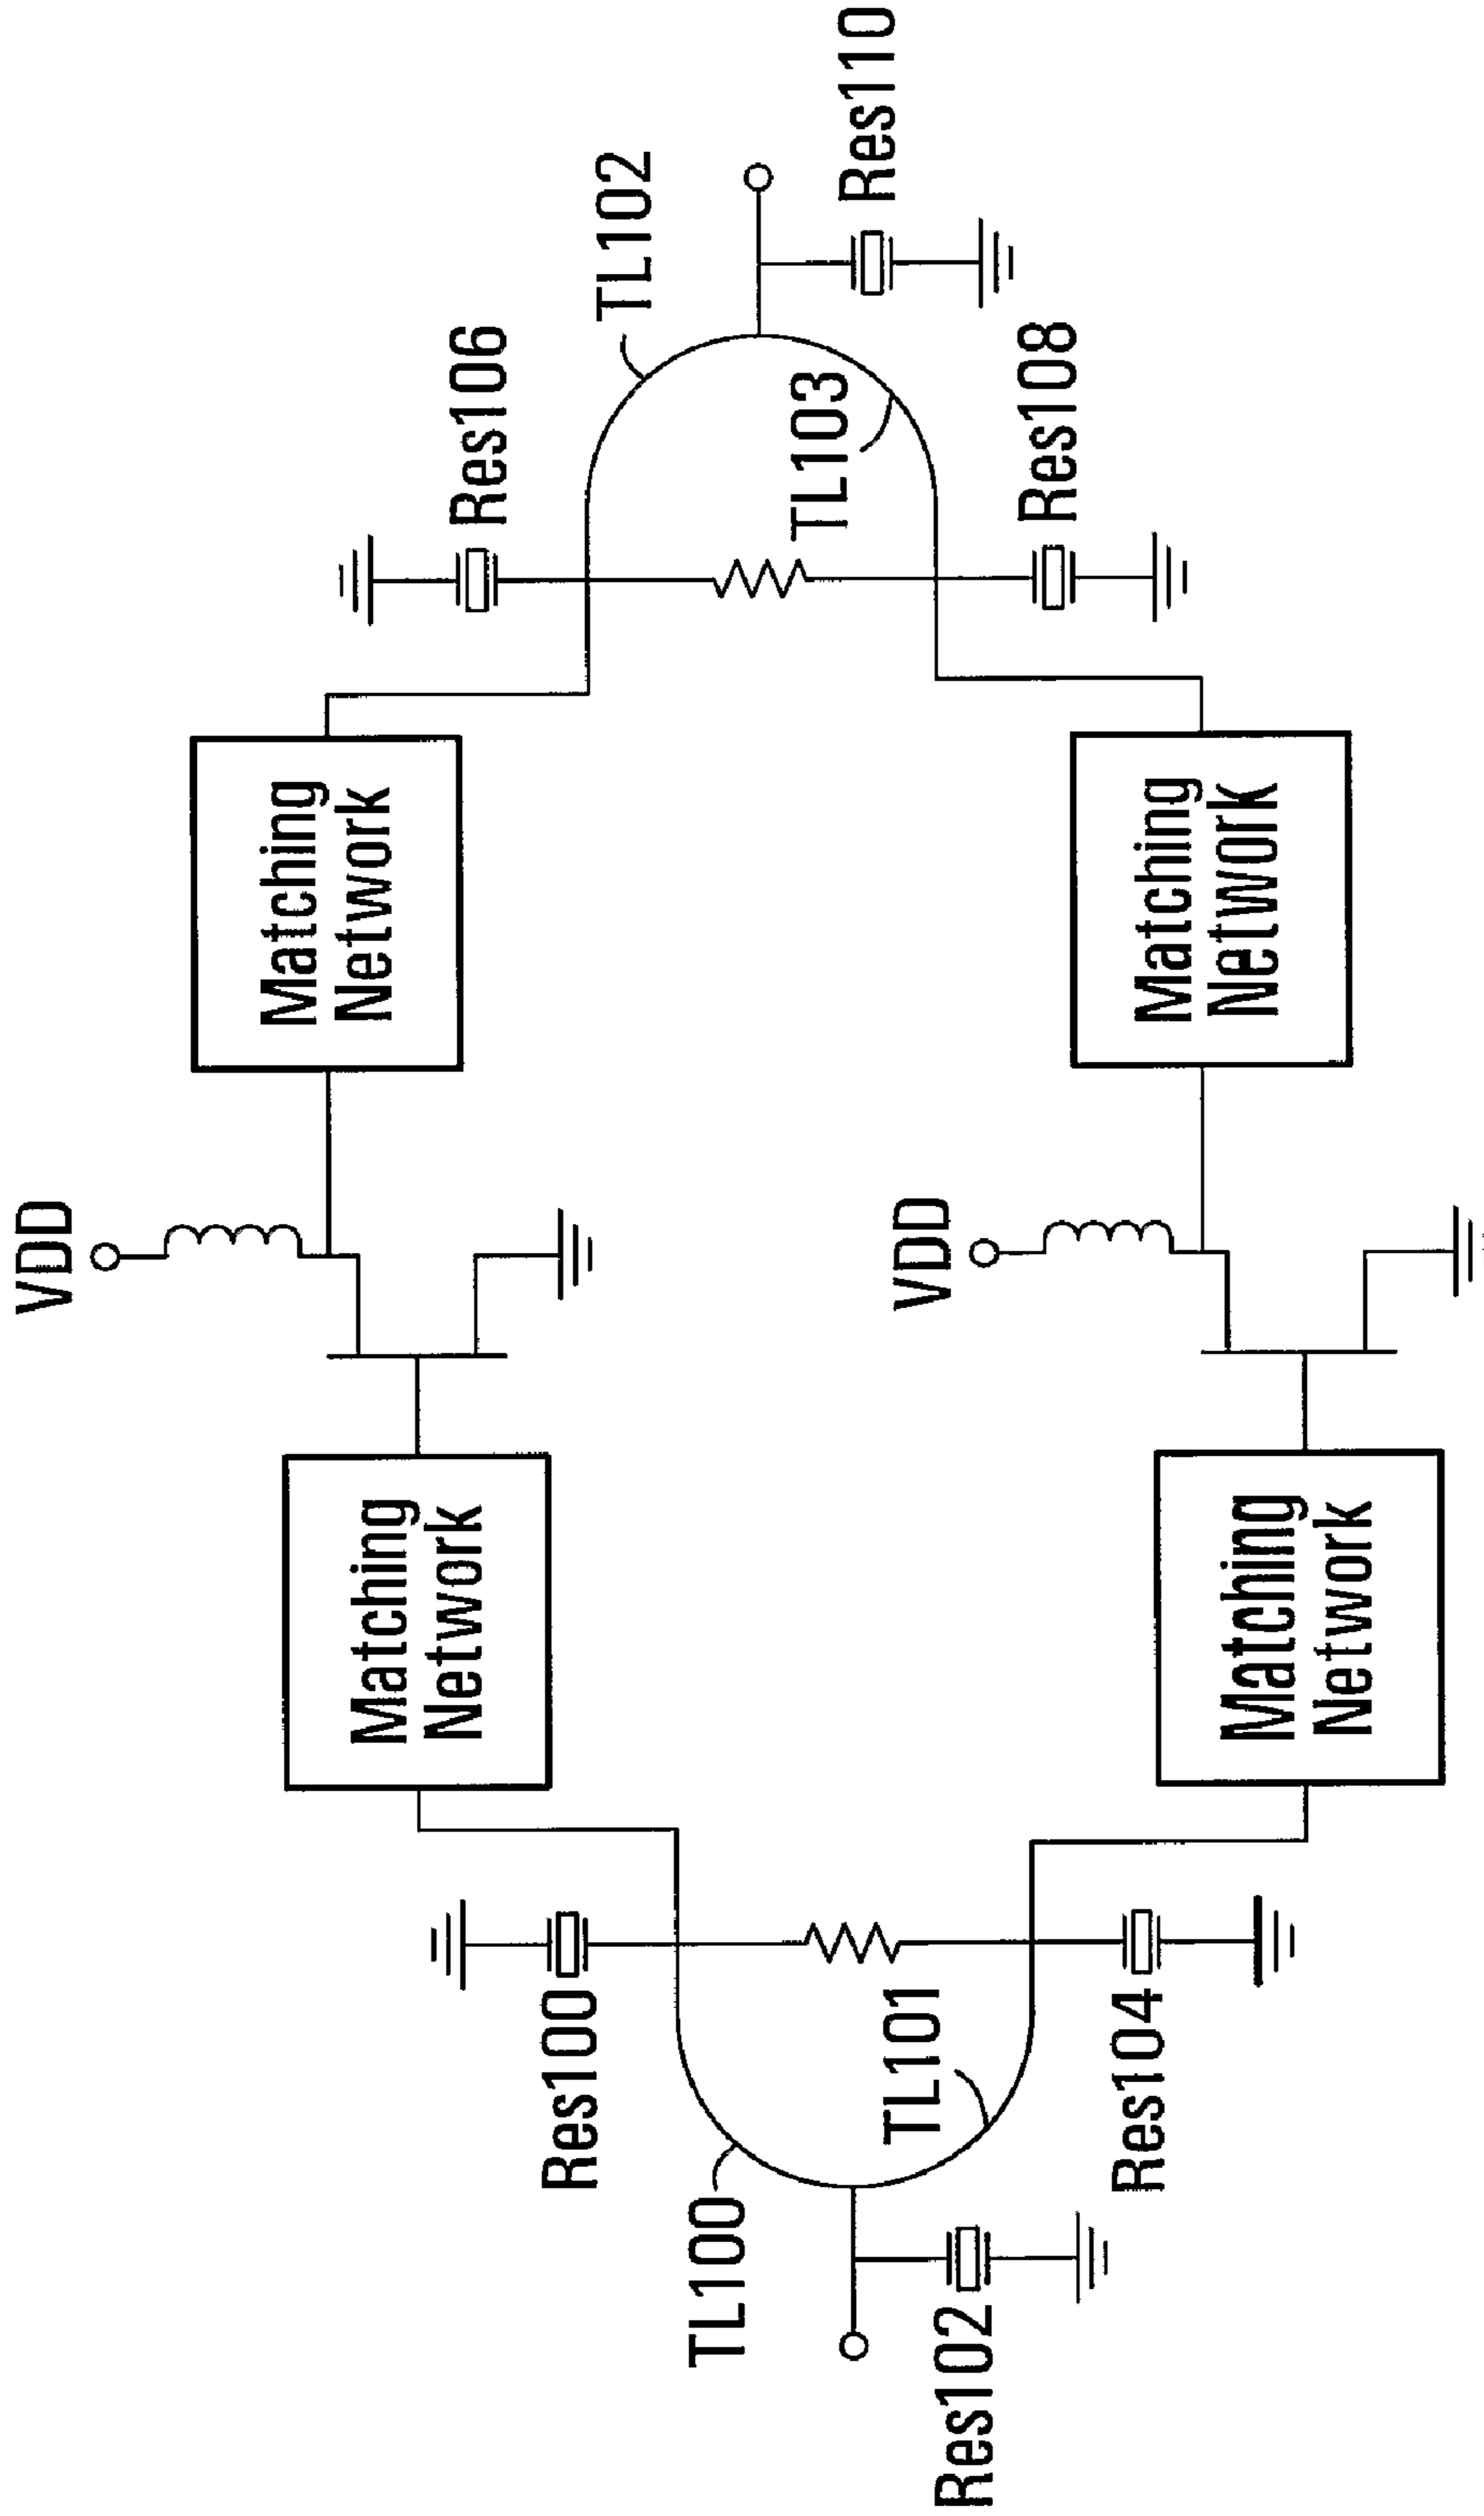 VDD
VDD
Matching
Network
Matching
Network
Matching
Network
Matching
Network
TL100
TL101
TL102
TL103
Res100
Res102
Res104
Res106
Res108
Res110